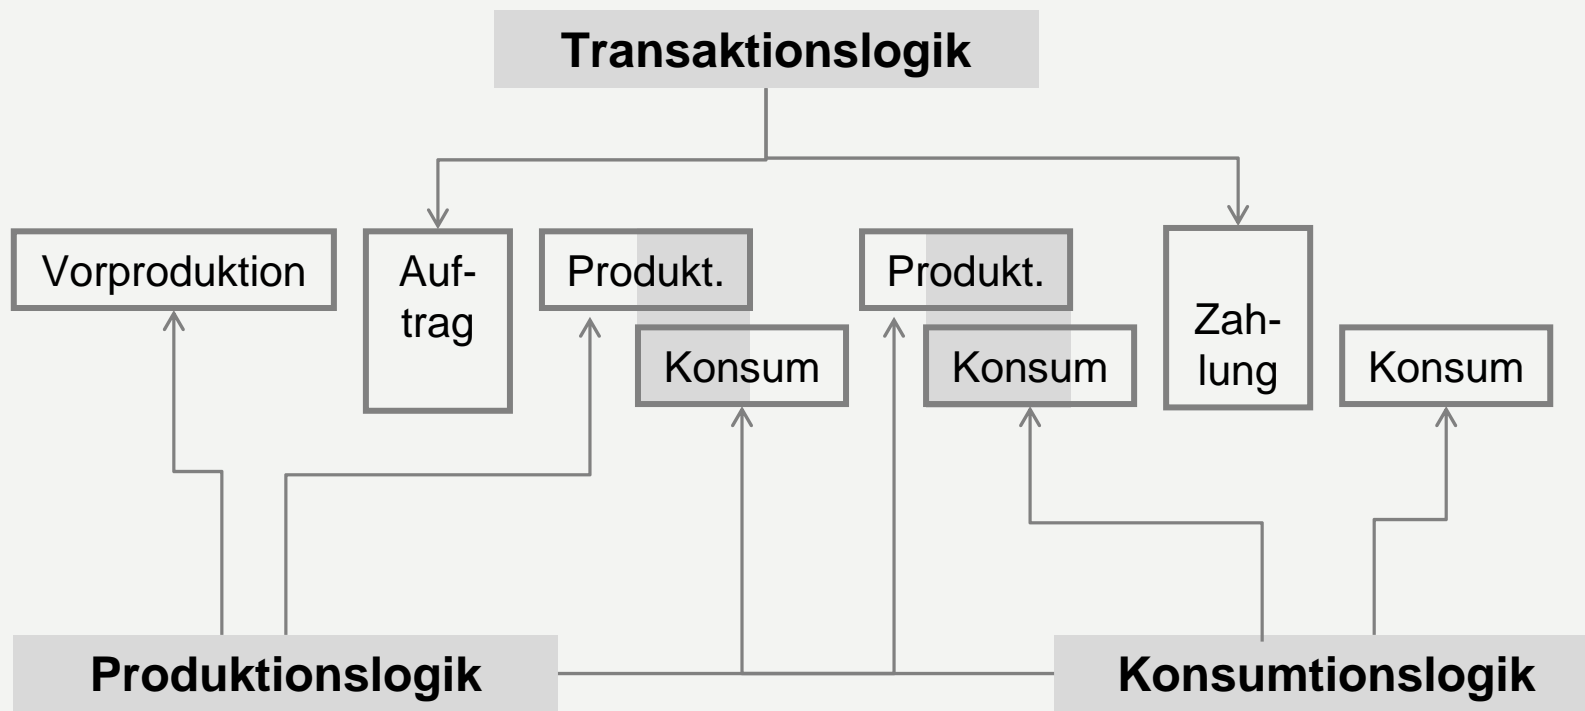 Transaktionslogik
Vorproduktion
Auf-
trag
Produkt.
Konsum
Produkt.
Konsum
Zah-
lung
Konsum
Produktionslogik
Konsumtionslogik